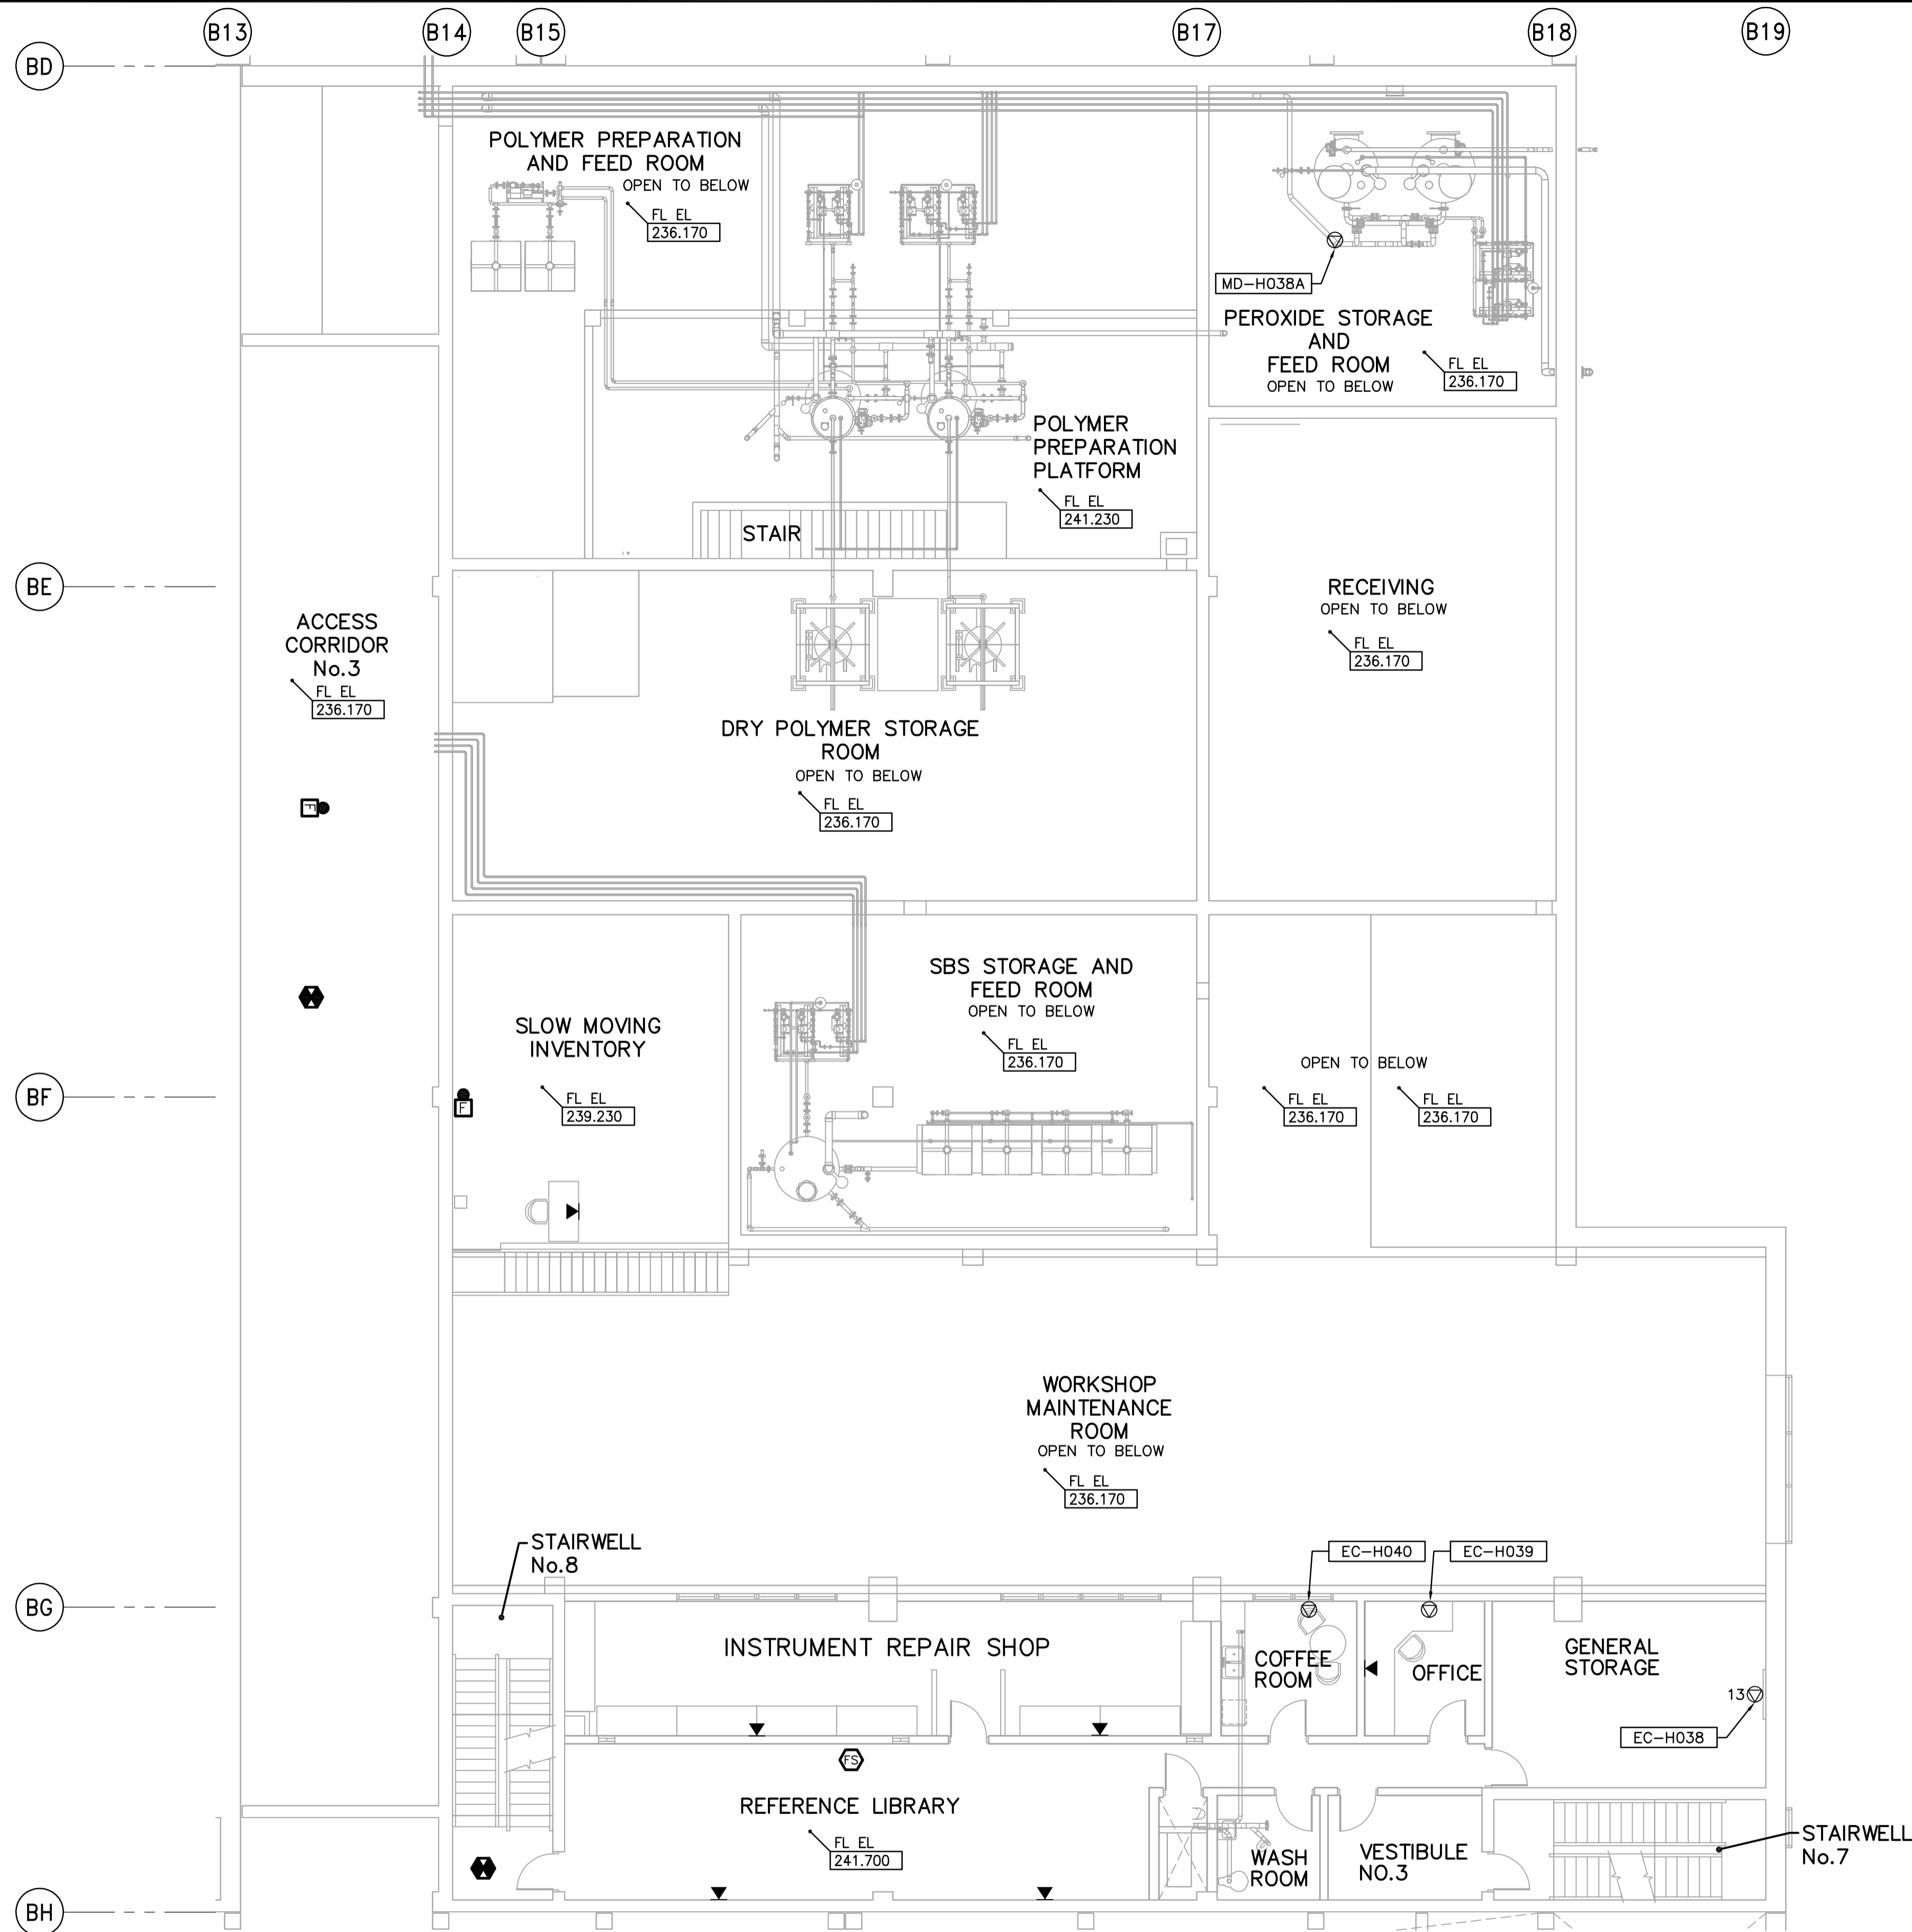 B13
B14
B15
B17
B18
B19
BD
POLYMER PREPARATION
AND FEED ROOM
OPEN TO BELOW
FL EL
236.170
MD-H038A
PEROXIDE STORAGE
AND
FEED ROOM
OPEN TO BELOW
FL EL
236.170
POLYMER
PREPARATION
PLATFORM
FL EL
241.230
STAIR
BE
ACCESS
CORRIDOR
No.3
FL EL
236.170
RECEIVING
OPEN TO BELOW
FL EL
236.170
DRY POLYMER STORAGE
ROOM
OPEN TO BELOW
FL EL
236.170
F
SBS STORAGE AND
FEED ROOM
OPEN TO BELOW
FL EL
236.170
SLOW MOVING
INVENTORY
FL EL
239.230
OPEN TO BELOW
FL EL
236.170
FL EL
236.170
BF
F
WORKSHOP
MAINTENANCE
ROOM
OPEN TO BELOW
FL EL
236.170
STAIRWELL
No.8
EC-H040
EC-H039
BG
INSTRUMENT REPAIR SHOP
COFFEE
ROOM
OFFICE
GENERAL
STORAGE
13
EC-H038
FS
REFERENCE LIBRARY
FL EL
241.700
WASH
ROOM
VESTIBULE
NO.3
STAIRWELL
No.7
BH